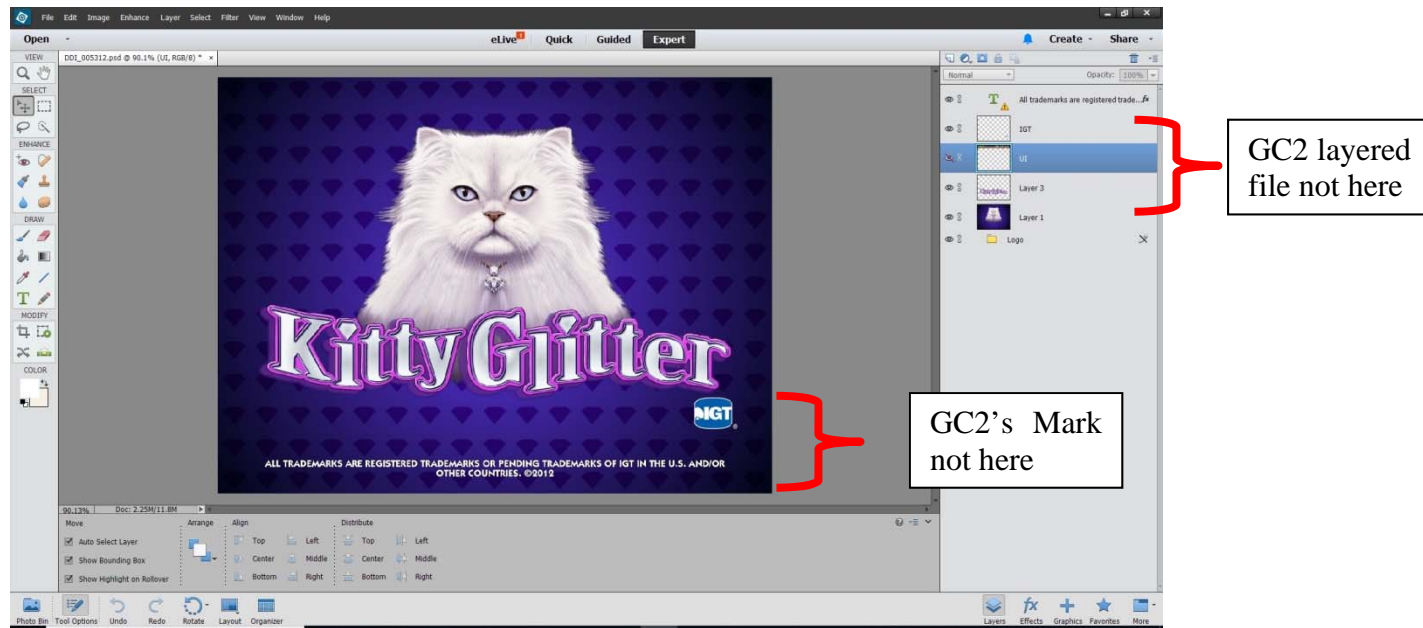 File Edit Image Enhance Layer Select Filter View Window Help
Open eLive Quick Guided Expert Create Share
VIEW
DDI_005312.psd @ 90.1% (UI, RGB/8) * ×
SELECT
ENHANCE
DRAW
MODIFY
COLOR
T
Normal Opacity: 100%
T All trademarks are registered trade...fx
IGT
UI
Layer 3
Layer 1
Logo
GC2 layered
file not here
Kitty Glitter
IGT
®
ALL TRADEMARKS ARE REGISTERED TRADEMARKS OR PENDING TRADEMARKS OF IGT IN THE U.S. AND/OR
OTHER COUNTRIES. ©2012
GC2’s Mark
not here
90.13% Doc: 2.25M/11.8M
Move Arrange Align Distribute
Auto Select Layer Top Left Top Left
Show Bounding Box Center Middle Center Middle
Show Highlight on Rollover Bottom Right Bottom Right
Photo Bin Tool Options Undo Redo Rotate Layout Organizer
fx
Layers Effects Graphics Favorites More